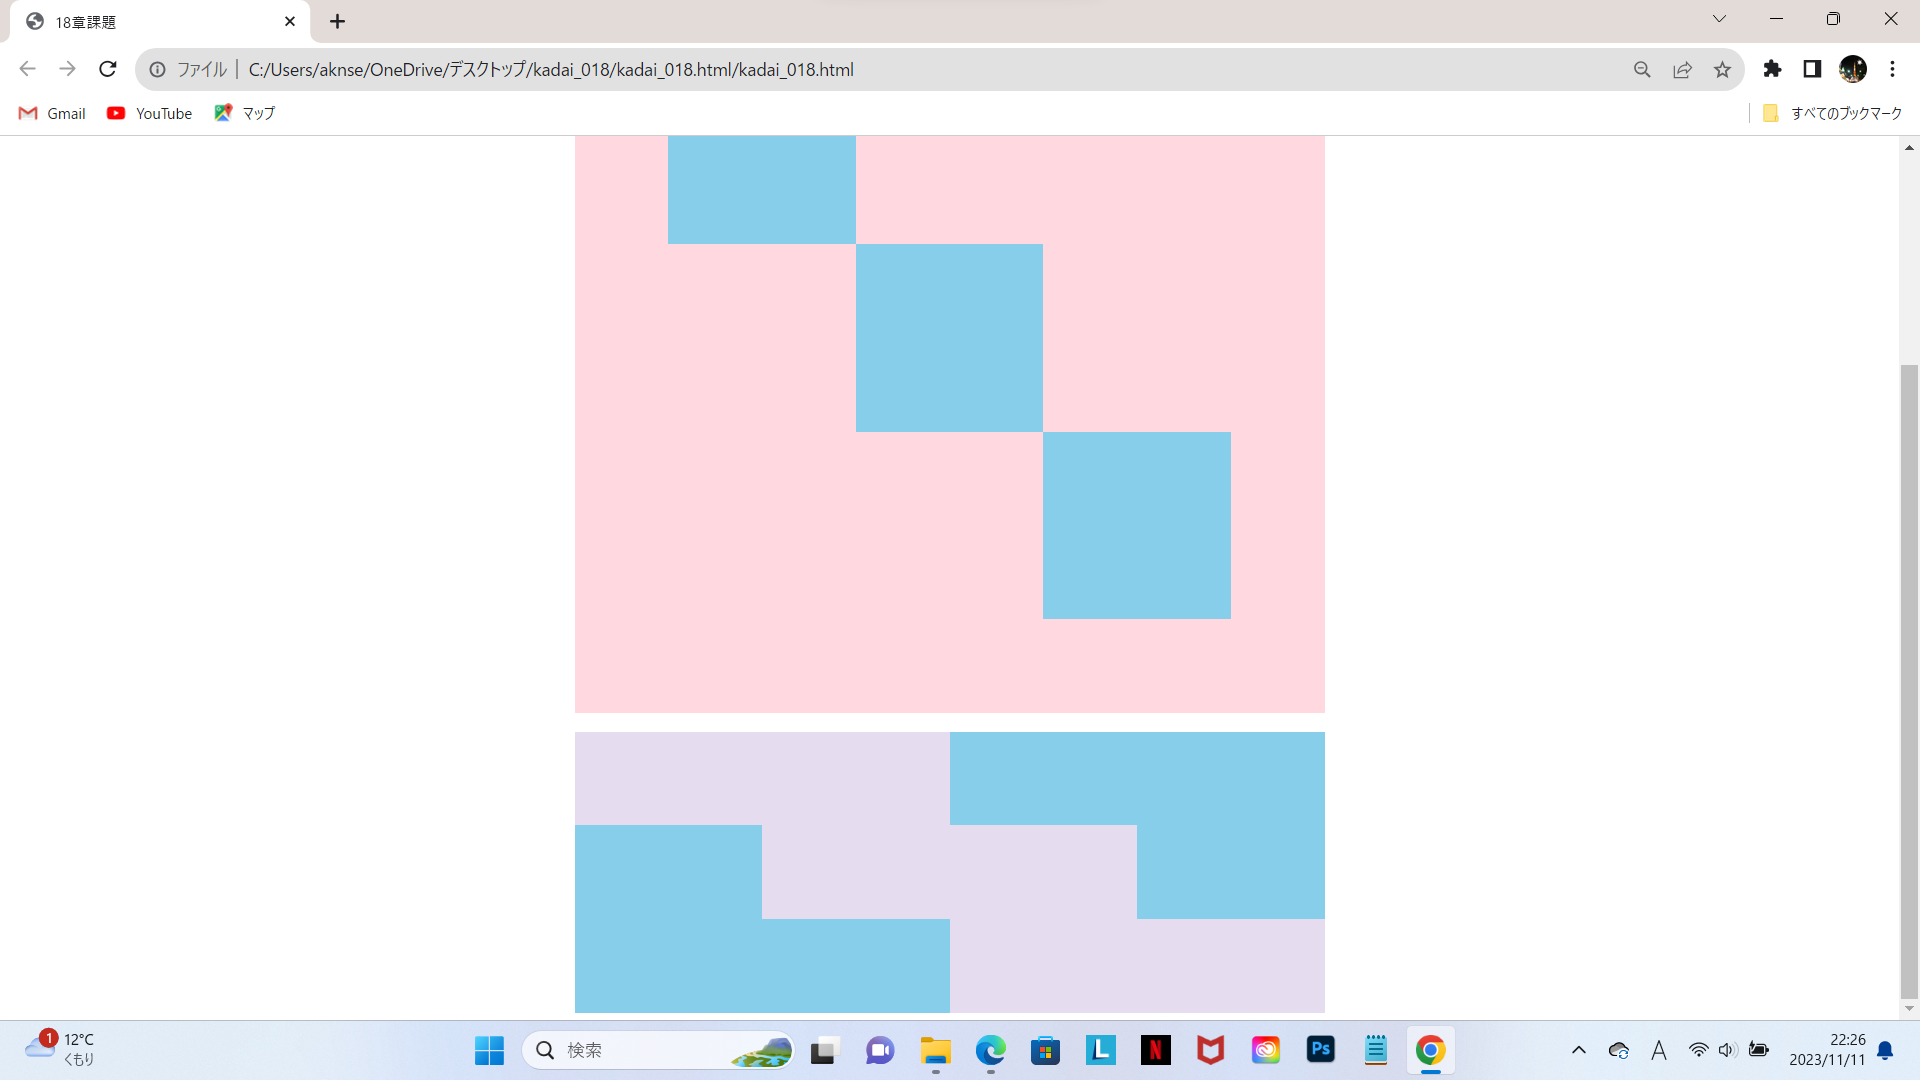 18章課題
ファイル C:/Users/aknse/OneDrive/デスクトップ/kadai_018/kadai_018.html/kadai_018.html
Gmail YouTube マップ すべてのブックマーク
1 12°C
くもり
検索
L
N
Ps
A
22:26
2023/11/11